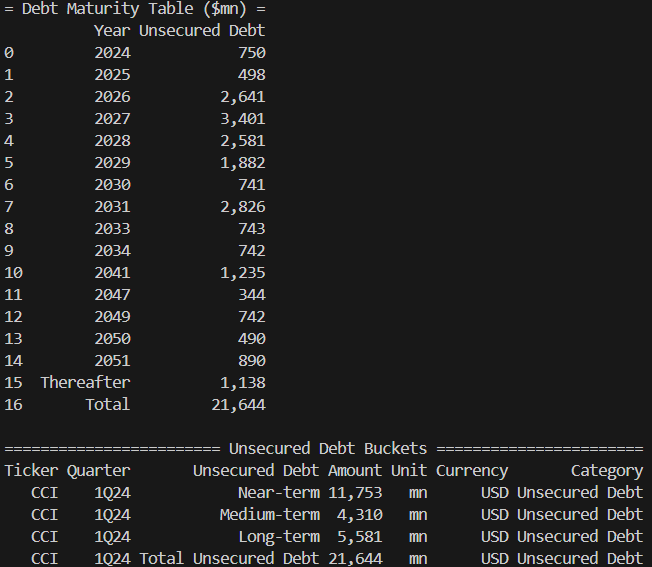 = Debt Maturity Table ($mn) =
Year Unsecured Debt
0 2024 750
1 2025 498
2 2026 2,641
3 2027 3,401
4 2028 2,581
5 2029 1,882
6 2030 741
7 2031 2,826
8 2033 743
9 2034 742
10 2041 1,235
11 2047 344
12 2049 742
13 2050 490
14 2051 890
15 Thereafter 1,138
16 Total 21,644
======================== Unsecured Debt Buckets =======================
Ticker Quarter Unsecured Debt Amount Unit Currency Category
CCI 1Q24 Near-term 11,753 mn USD Unsecured Debt
CCI 1Q24 Medium-term 4,310 mn USD Unsecured Debt
CCI 1Q24 Long-term 5,581 mn USD Unsecured Debt
CCI 1Q24 Total Unsecured Debt 21,644 mn USD Unsecured Debt